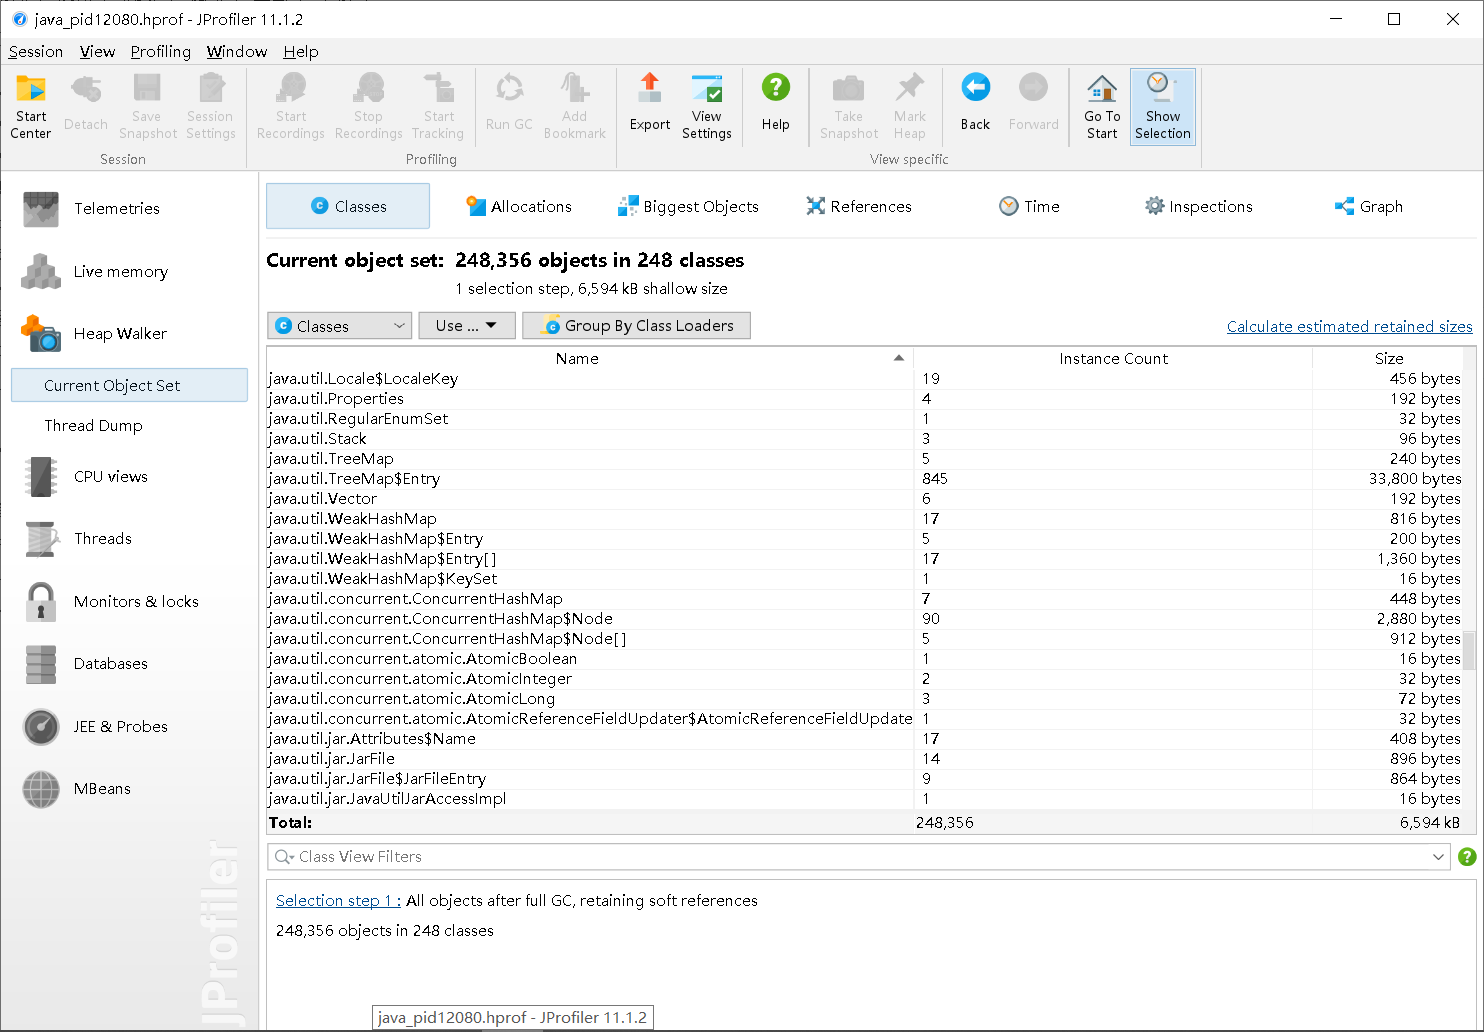 java_pid12080.hprof - JProfiler 11.1.2
Session View Profiling Window Help
Start Center
Detach
Save Snapshot
Session Settings
Start Recordings
Stop Recordings
Start Tracking
Run GC
Add Bookmark
Export
View Settings
Help
Take Snapshot
Mark Heap
Back
Forward
Go To Start
Show Selection
Session
Profiling
View specific
Telemetries
Live memory
Heap Walker
Current Object Set
Thread Dump
CPU views
Threads
Monitors & locks
Databases
JEE & Probes
MBeans
JProfiler
Classes Allocations Biggest Objects References Time Inspections Graph
Current object set: 248,356 objects in 248 classes
1 selection step, 6,594 kB shallow size
Classes Use ... Group By Class Loaders Calculate estimated retained sizes
Name Instance Count Size
java.util.Locale$LocaleKey 19 456 bytes
java.util.Properties 4 192 bytes
java.util.RegularEnumSet 1 32 bytes
java.util.Stack 3 96 bytes
java.util.TreeMap 5 240 bytes
java.util.TreeMap$Entry 845 33,800 bytes
java.util.Vector 6 192 bytes
java.util.WeakHashMap 17 816 bytes
java.util.WeakHashMap$Entry 5 200 bytes
java.util.WeakHashMap$Entry[ ] 17 1,360 bytes
java.util.WeakHashMap$KeySet 1 16 bytes
java.util.concurrent.ConcurrentHashMap 7 448 bytes
java.util.concurrent.ConcurrentHashMap$Node 90 2,880 bytes
java.util.concurrent.ConcurrentHashMap$Node[ ] 5 912 bytes
java.util.concurrent.atomic.AtomicBoolean 1 16 bytes
java.util.concurrent.atomic.AtomicInteger 2 32 bytes
java.util.concurrent.atomic.AtomicLong 3 72 bytes
java.util.concurrent.atomic.AtomicReferenceFieldUpdater$AtomicReferenceFieldUpdate 1 32 bytes
java.util.jar.Attributes$Name 17 408 bytes
java.util.jar.JarFile 14 896 bytes
java.util.jar.JarFile$JarFileEntry 9 864 bytes
java.util.jar.JavaUtilJarAccessImpl 1 16 bytes
Total: 248,356 6,594 kB
Class View Filters
Selection step 1 : All objects after full GC, retaining soft references
248,356 objects in 248 classes
java_pid12080.hprof - JProfiler 11.1.2